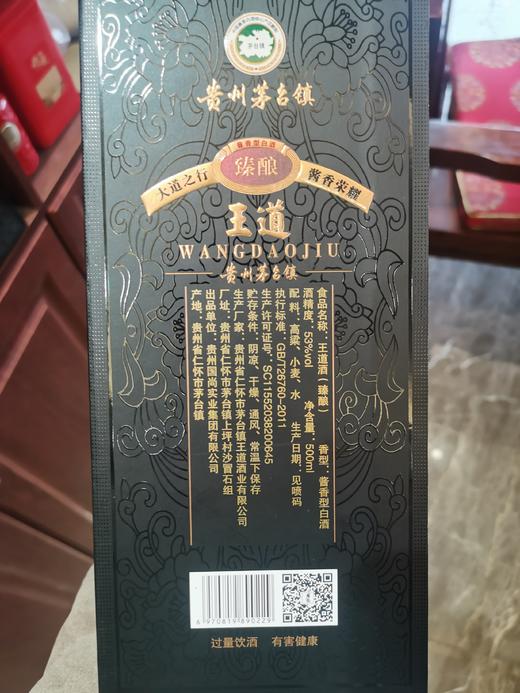 茅台镇
贵州茅台镇
酱香型白酒
大道之行
臻酿
酱香荣耀
王道
WANGDAOJIU
贵州茅台镇
食品名称：王道酒（臻酿） 香型：酱香型白酒
酒精度：53%vol 净含量：500ml
配料：高粱、小麦、水 生产日期：见喷码
执行标准：GB/T26760-2011
生产许可证号：SC11552038200645
贮存条件：阴凉、干燥、通风、常温下保存
生产厂家：贵州省仁怀市茅台镇王道酒业有限公司
厂址：贵州省仁怀市茅台镇上坪村沙冒石组
出品单位：贵州国尚实业集团有限公司
产地：贵州省仁怀市茅台镇
6 970819 890229
过量饮酒 有害健康